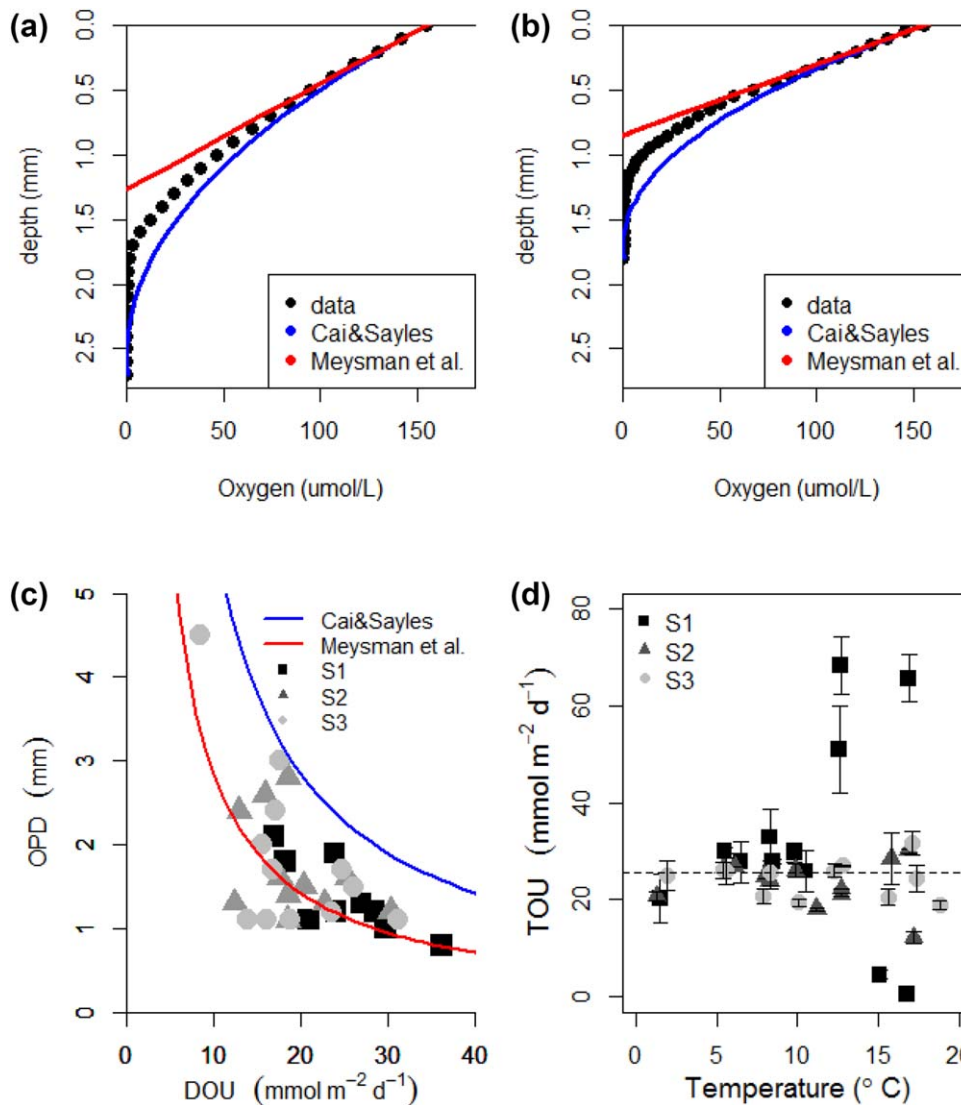 (a)
0.0
0.5
1.0
1.5
2.0
2.5
depth (mm)
data
Cai&Sayles
Meysman et al.
0 50 100 150
Oxygen (umol/L)
(b)
0.0
0.5
1.0
1.5
2.0
2.5
depth (mm)
data
Cai&Sayles
Meysman et al.
0 50 100 150
Oxygen (umol/L)
(c)
5
4
3
2
1
0
OPD (mm)
Cai&Sayles
Meysman et al.
S1
S2
S3
0 10 20 30 40
DOU (mmol m⁻² d⁻¹)
(d)
80
60
40
20
0
TOU (mmol m⁻² d⁻¹)
S1
S2
S3
0 5 10 15 20
Temperature (° C)